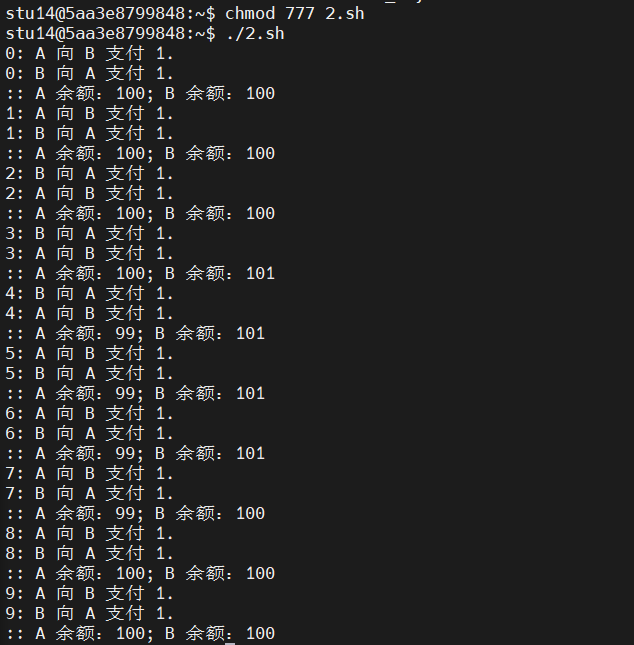 stu14@5aa3e8799848:~$ chmod 777 2.sh
stu14@5aa3e8799848:~$ ./2.sh
0: A 向 B 支付 1.
0: B 向 A 支付 1.
:: A 余额：100; B 余额：100
1: A 向 B 支付 1.
1: B 向 A 支付 1.
:: A 余额：100; B 余额：100
2: B 向 A 支付 1.
2: A 向 B 支付 1.
:: A 余额：100; B 余额：100
3: B 向 A 支付 1.
3: A 向 B 支付 1.
:: A 余额：100; B 余额：101
4: B 向 A 支付 1.
4: A 向 B 支付 1.
:: A 余额：99; B 余额：101
5: A 向 B 支付 1.
5: B 向 A 支付 1.
:: A 余额：99; B 余额：101
6: A 向 B 支付 1.
6: B 向 A 支付 1.
:: A 余额：99; B 余额：101
7: A 向 B 支付 1.
7: B 向 A 支付 1.
:: A 余额：99; B 余额：100
8: A 向 B 支付 1.
8: B 向 A 支付 1.
:: A 余额：100; B 余额：100
9: A 向 B 支付 1.
9: B 向 A 支付 1.
:: A 余额：100; B 余额：100